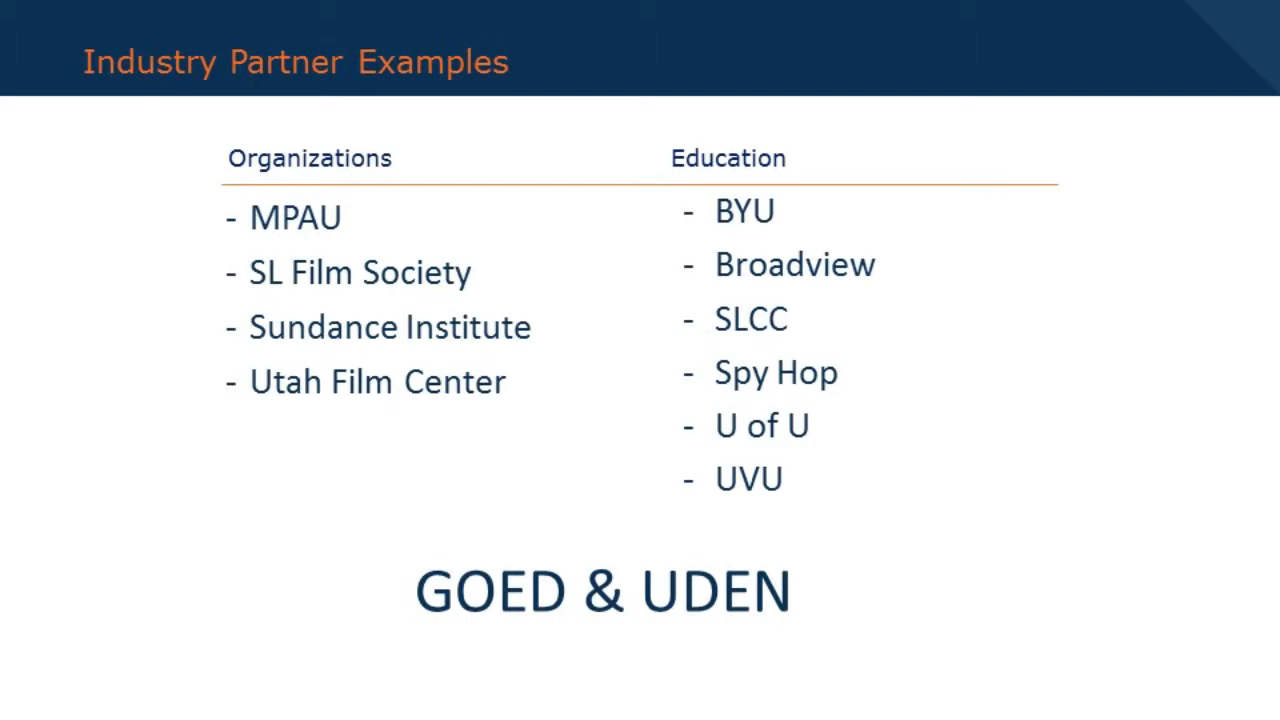 Industry Partner Examples
Organizations
- MPAU
- SL Film Society
- Sundance Institute
- Utah Film Center
Education
- BYU
- Broadview
- SLCC
- Spy Hop
- U of U
- UVU
GOED & UDEN